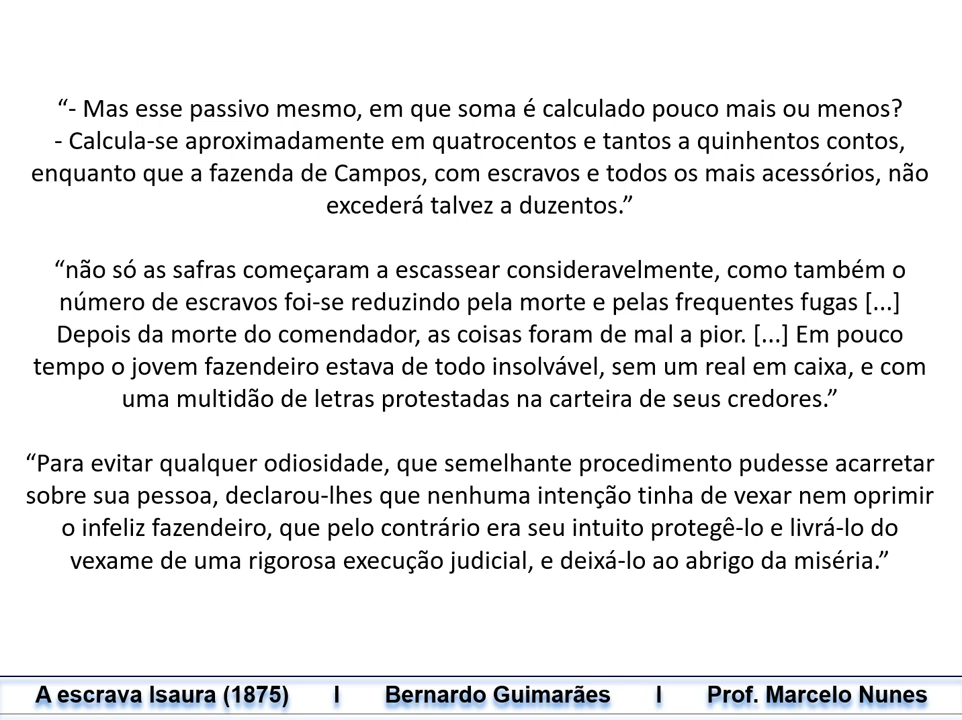 “- Mas esse passivo mesmo, em que soma é calculado pouco mais ou menos?
- Calcula-se aproximadamente em quatrocentos e tantos a quinhentos contos,
enquanto que a fazenda de Campos, com escravos e todos os mais acessórios, não
excederá talvez a duzentos.”
“não só as safras começaram a escassear consideravelmente, como também o
número de escravos foi-se reduzindo pela morte e pelas frequentes fugas [...]
Depois da morte do comendador, as coisas foram de mal a pior. [...] Em pouco
tempo o jovem fazendeiro estava de todo insolvável, sem um real em caixa, e com
uma multidão de letras protestadas na carteira de seus credores.”
“Para evitar qualquer odiosidade, que semelhante procedimento pudesse acarretar
sobre sua pessoa, declarou-lhes que nenhuma intenção tinha de vexar nem oprimir
o infeliz fazendeiro, que pelo contrário era seu intuito protegê-lo e livrá-lo do
vexame de uma rigorosa execução judicial, e deixá-lo ao abrigo da miséria.”
A escrava Isaura (1875) I Bernardo Guimarães I Prof. Marcelo Nunes